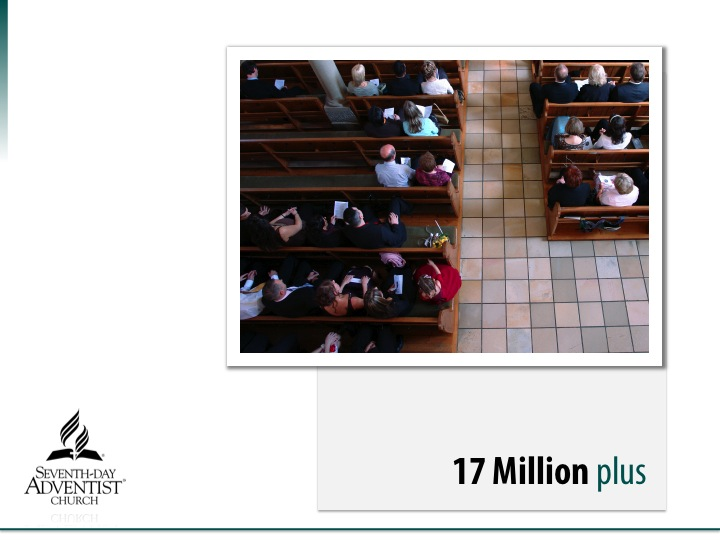 SEVENTH-DAY
ADVENTIST®
CHURCH
17 Million plus